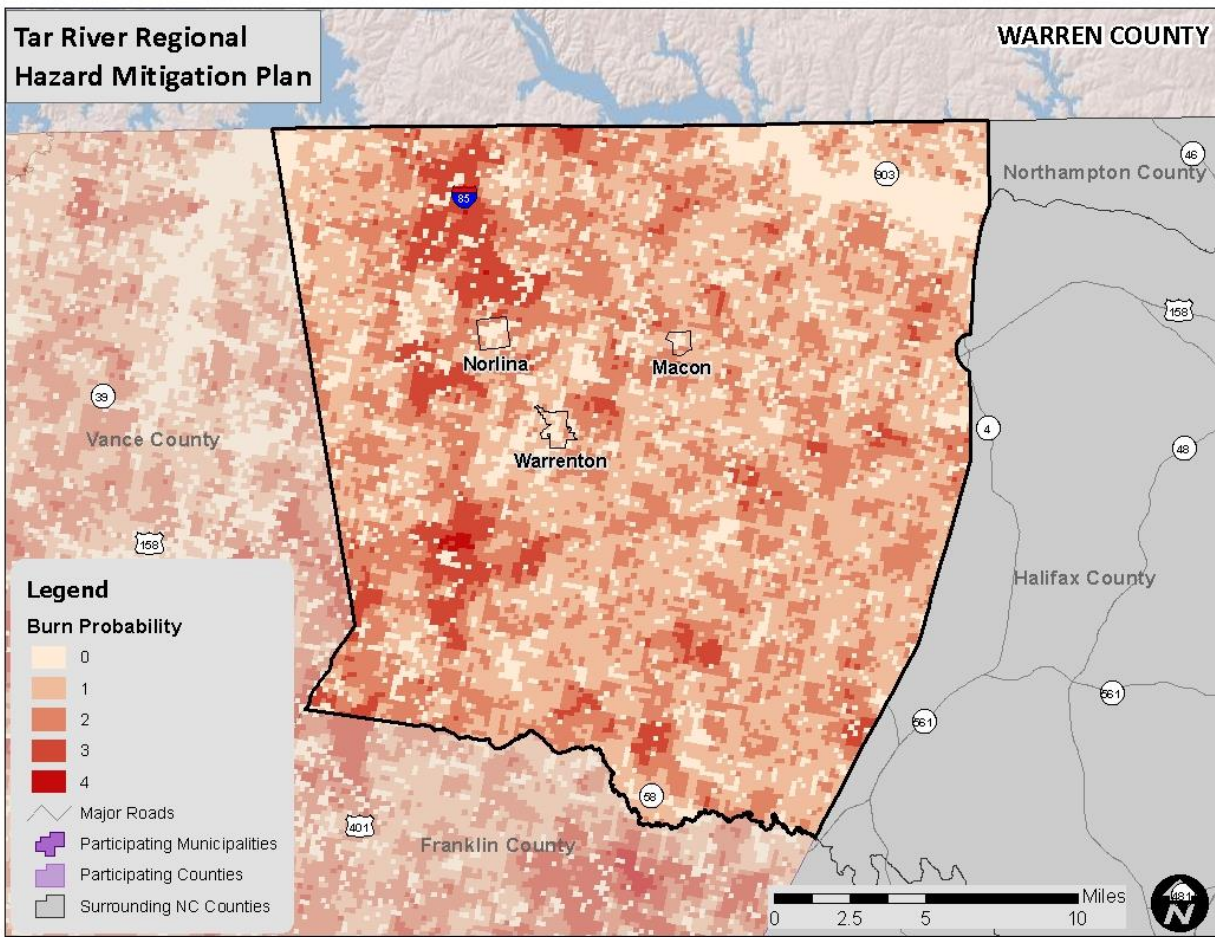 Tar River Regional
Hazard Mitigation Plan
WARREN COUNTY
46
Northampton County
903
85
158
Norlina
Macon
39
Vance County
Warrenton
4
48
158
Halifax County
Legend
Burn Probability
0
1
2
3
4
Major Roads
Participating Municipalities
Participating Counties
Surrounding NC Counties
561
561
58
401
Franklin County
Miles
0
2.5
5
10
481
N